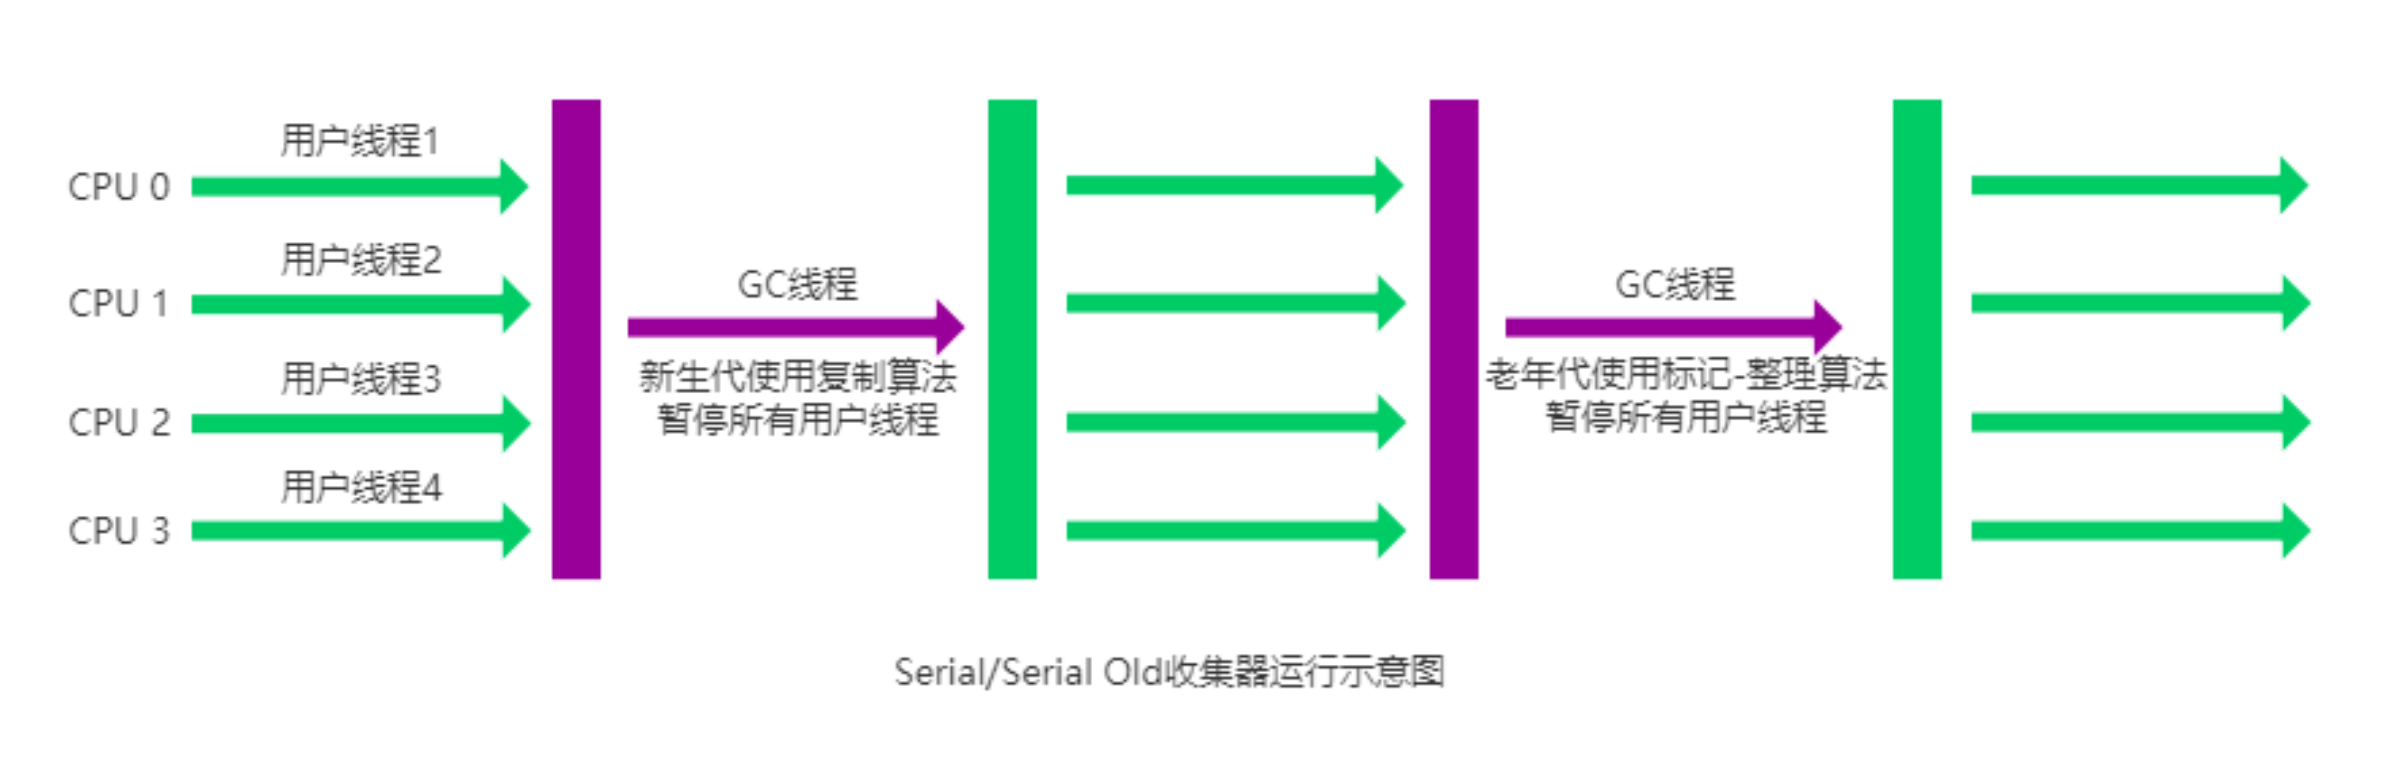 用户线程1
CPU 0
用户线程2
CPU 1
用户线程3
CPU 2
用户线程4
CPU 3
GC线程
新生代使用复制算法
暂停所有用户线程
GC线程
老年代使用标记-整理算法
暂停所有用户线程
Serial/Serial Old收集器运行示意图